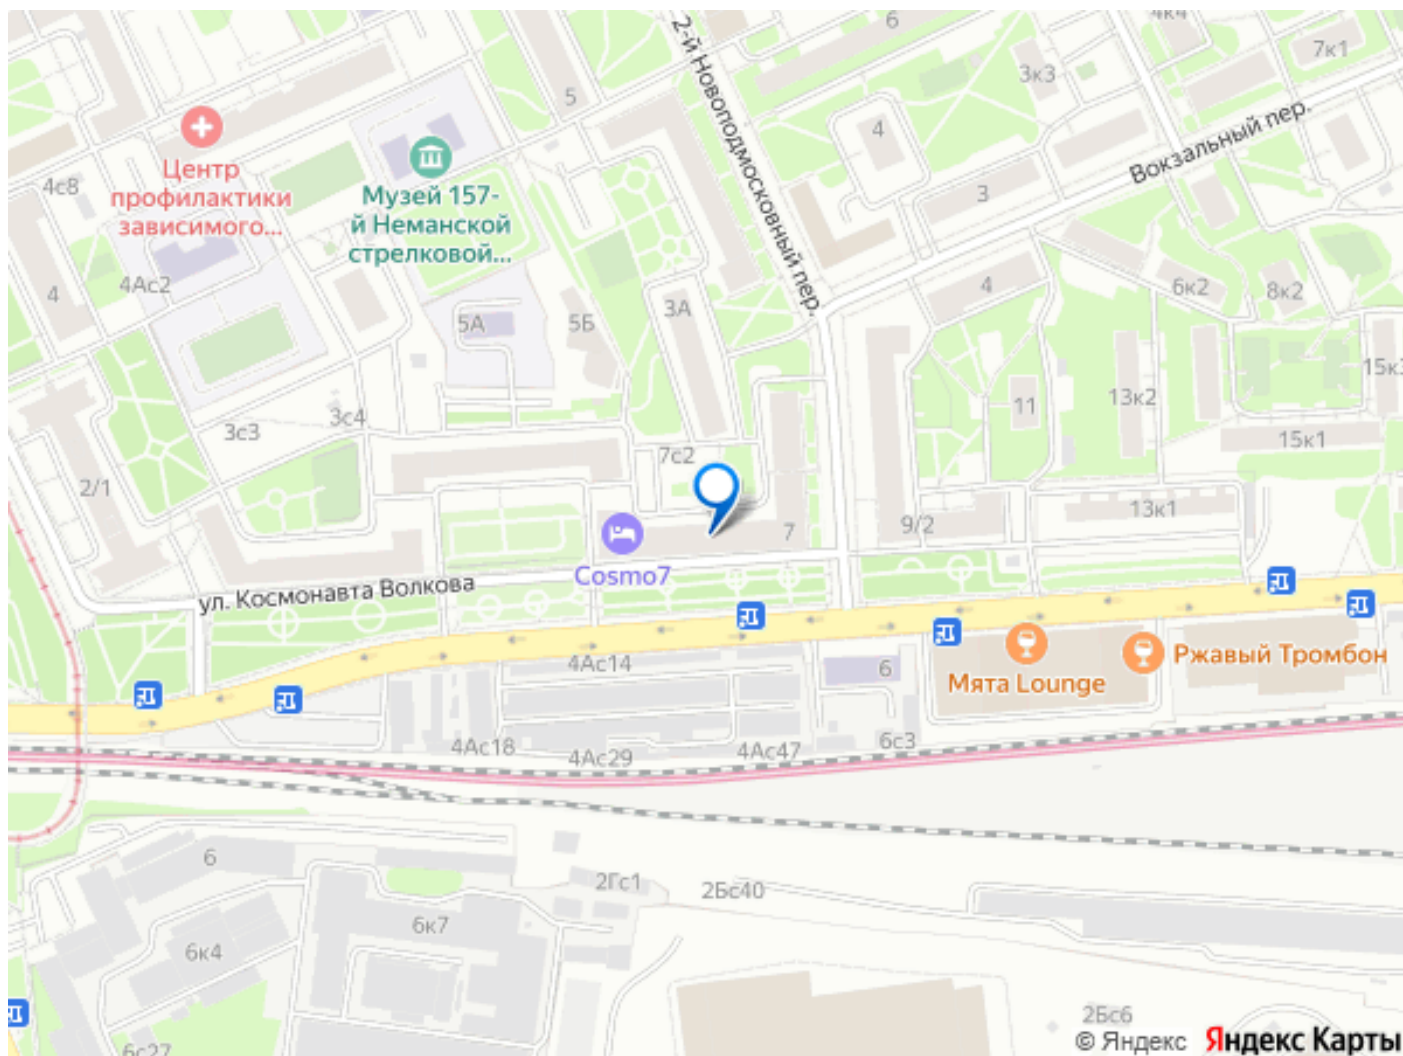 6
4к4
7к1
3к3
5
2-й Новоподмосковный пер.
4
Вокзальный пер.
Центр
профилактики
зависимого...
Музей 157-
й Неманской
стрелковой...
4с8
3
4Ас2
4
4
6к2
8к2
5А
5Б
3А
15к3
13к2
11
3с4
3с3
15к1
7с2
2/1
13к1
7
9/2
Cosmo7
ул. Космонавта Волкова
4Ас14
6
Мята Lounge
Ржавый Тромбон
4Ас18
4Ас29
4Ас47
6с3
6
2Гс1
2Бс40
6к7
6к4
2Бс6
6с27
© Яндекс Яндекс Карты